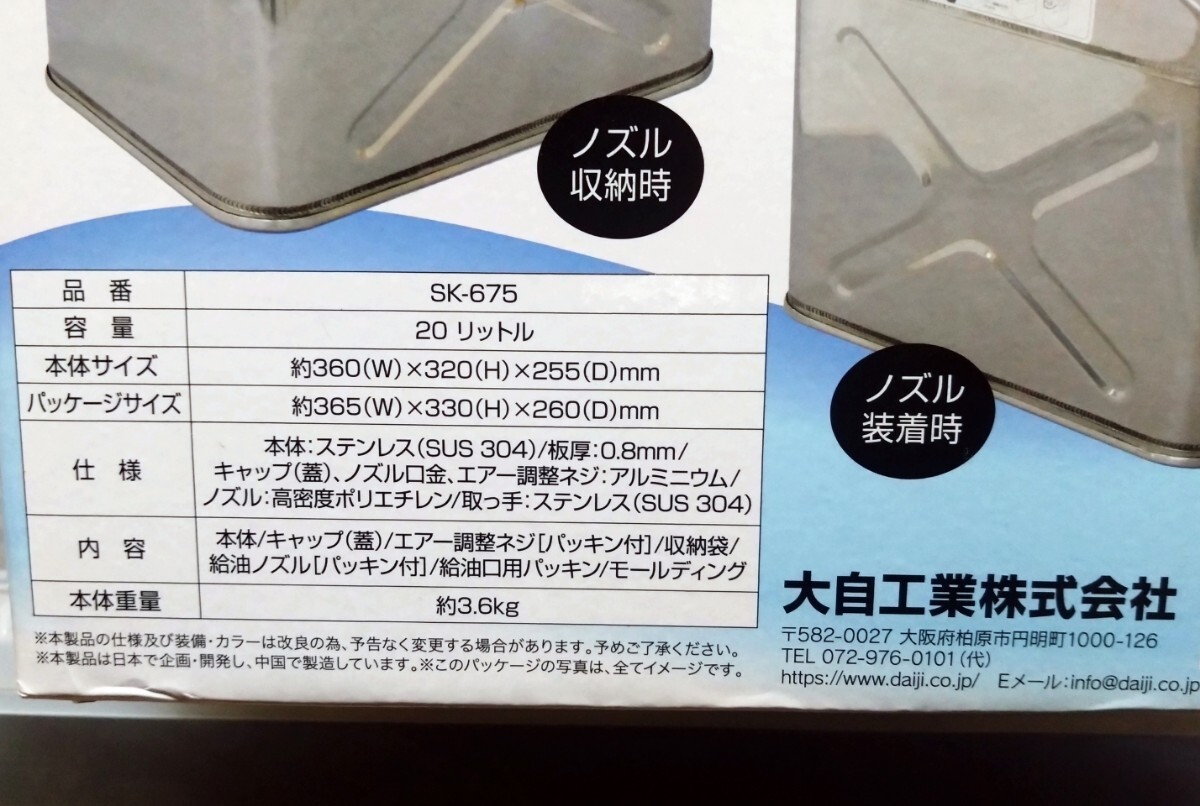 ノズル
収納時
ノズル
装着時
品番 SK-675
容量 20 リットル
本体サイズ 約360(W)×320(H)×255(D)mm
パッケージサイズ 約365(W)×330(H)×260(D)mm
仕様 本体:ステンレス(SUS 304)/板厚:0.8mm/
キャップ(蓋)、ノズル口金、エアー調整ネジ:アルミニウム/
ノズル:高密度ポリエチレン/取っ手:ステンレス(SUS 304)
内容 本体/キャップ(蓋)/エアー調整ネジ[パッキン付]/収納袋/
給油ノズル[パッキン付]/給油口用パッキン/モールディング
本体重量 約3.6kg
※本製品の仕様及び装備・カラーは改良の為、予告なく変更する場合があります。予めご了承ください。
※本製品は日本で企画・開発し、中国で製造しています。※このパッケージの写真は、全てイメージです。
大自工業株式会社
〒582-0027 大阪府柏原市円明町1000-126
TEL 072-976-0101(代)
https://www.daiji.co.jp/ Eメール:info@daiji.co.jp